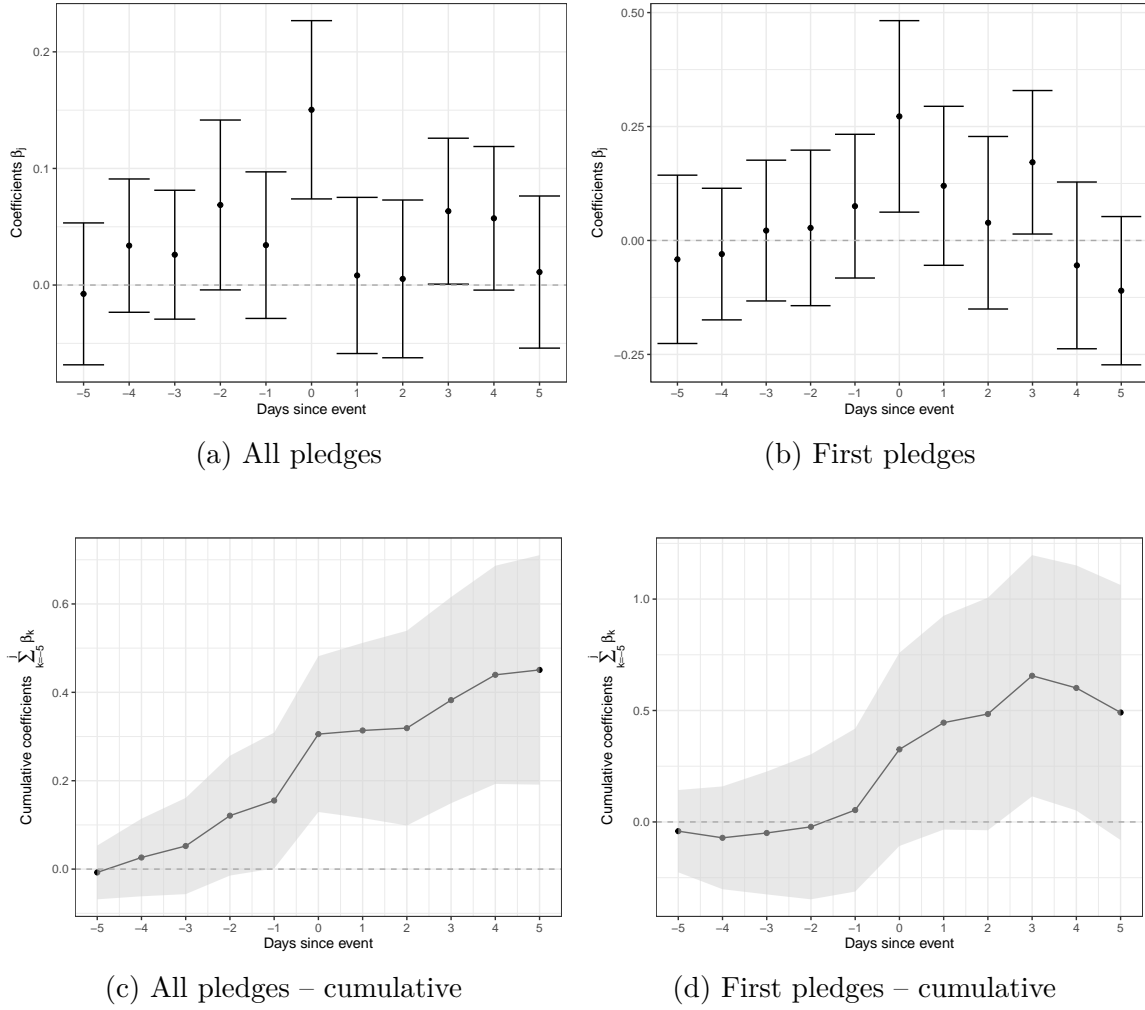 Coefficients βj
0.2
0.1
0.0
−5 −4 −3 −2 −1 0 1 2 3 4 5
Days since event
(a) All pledges
Coefficients βj
0.50
0.25
0.00
−0.25
−5 −4 −3 −2 −1 0 1 2 3 4 5
Days since event
(b) First pledges
Cumulative coefficients ∑ j k=−5 βk
0.6
0.4
0.2
0.0
−5 −4 −3 −2 −1 0 1 2 3 4 5
Days since event
(c) All pledges – cumulative
Cumulative coefficients ∑ j k=−5 βk
1.0
0.5
0.0
−5 −4 −3 −2 −1 0 1 2 3 4 5
Days since event
(d) First pledges – cumulative